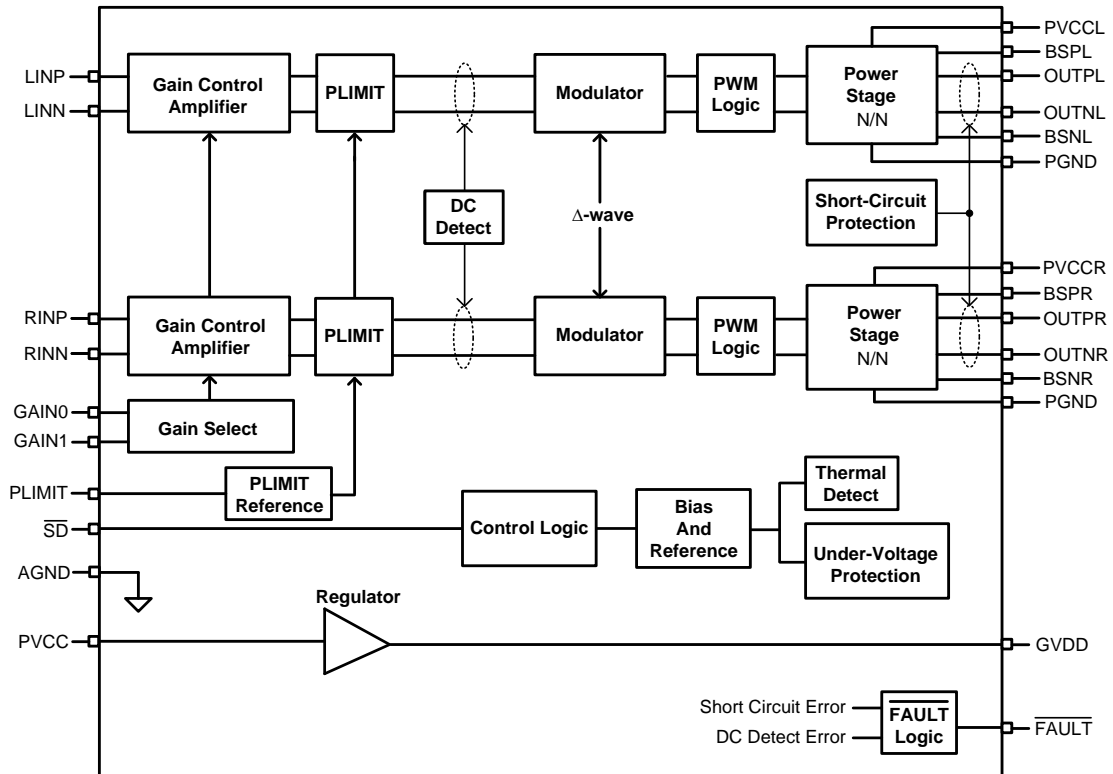 PVCCL
BSPL
LINP
Gain Control
Amplifier
PLIMIT
Modulator
PWM
Logic
Power
Stage
N/N
OUTPL
LINN
OUTNL
BSNL
PGND
DC
Detect
Δ-wave
Short-Circuit
Protection
PVCCR
BSPR
RINP
Gain Control
Amplifier
PLIMIT
Modulator
PWM
Logic
Power
Stage
N/N
OUTPR
RINN
OUTNR
BSNR
PGND
GAIN0
GAIN1
Gain Select
PLIMIT
PLIMIT
Reference
Thermal
Detect
SD
Control Logic
Bias
And
Reference
Under-Voltage
Protection
AGND
Regulator
PVCC
GVDD
Short Circuit Error
DC Detect Error
FAULT
Logic
FAULT